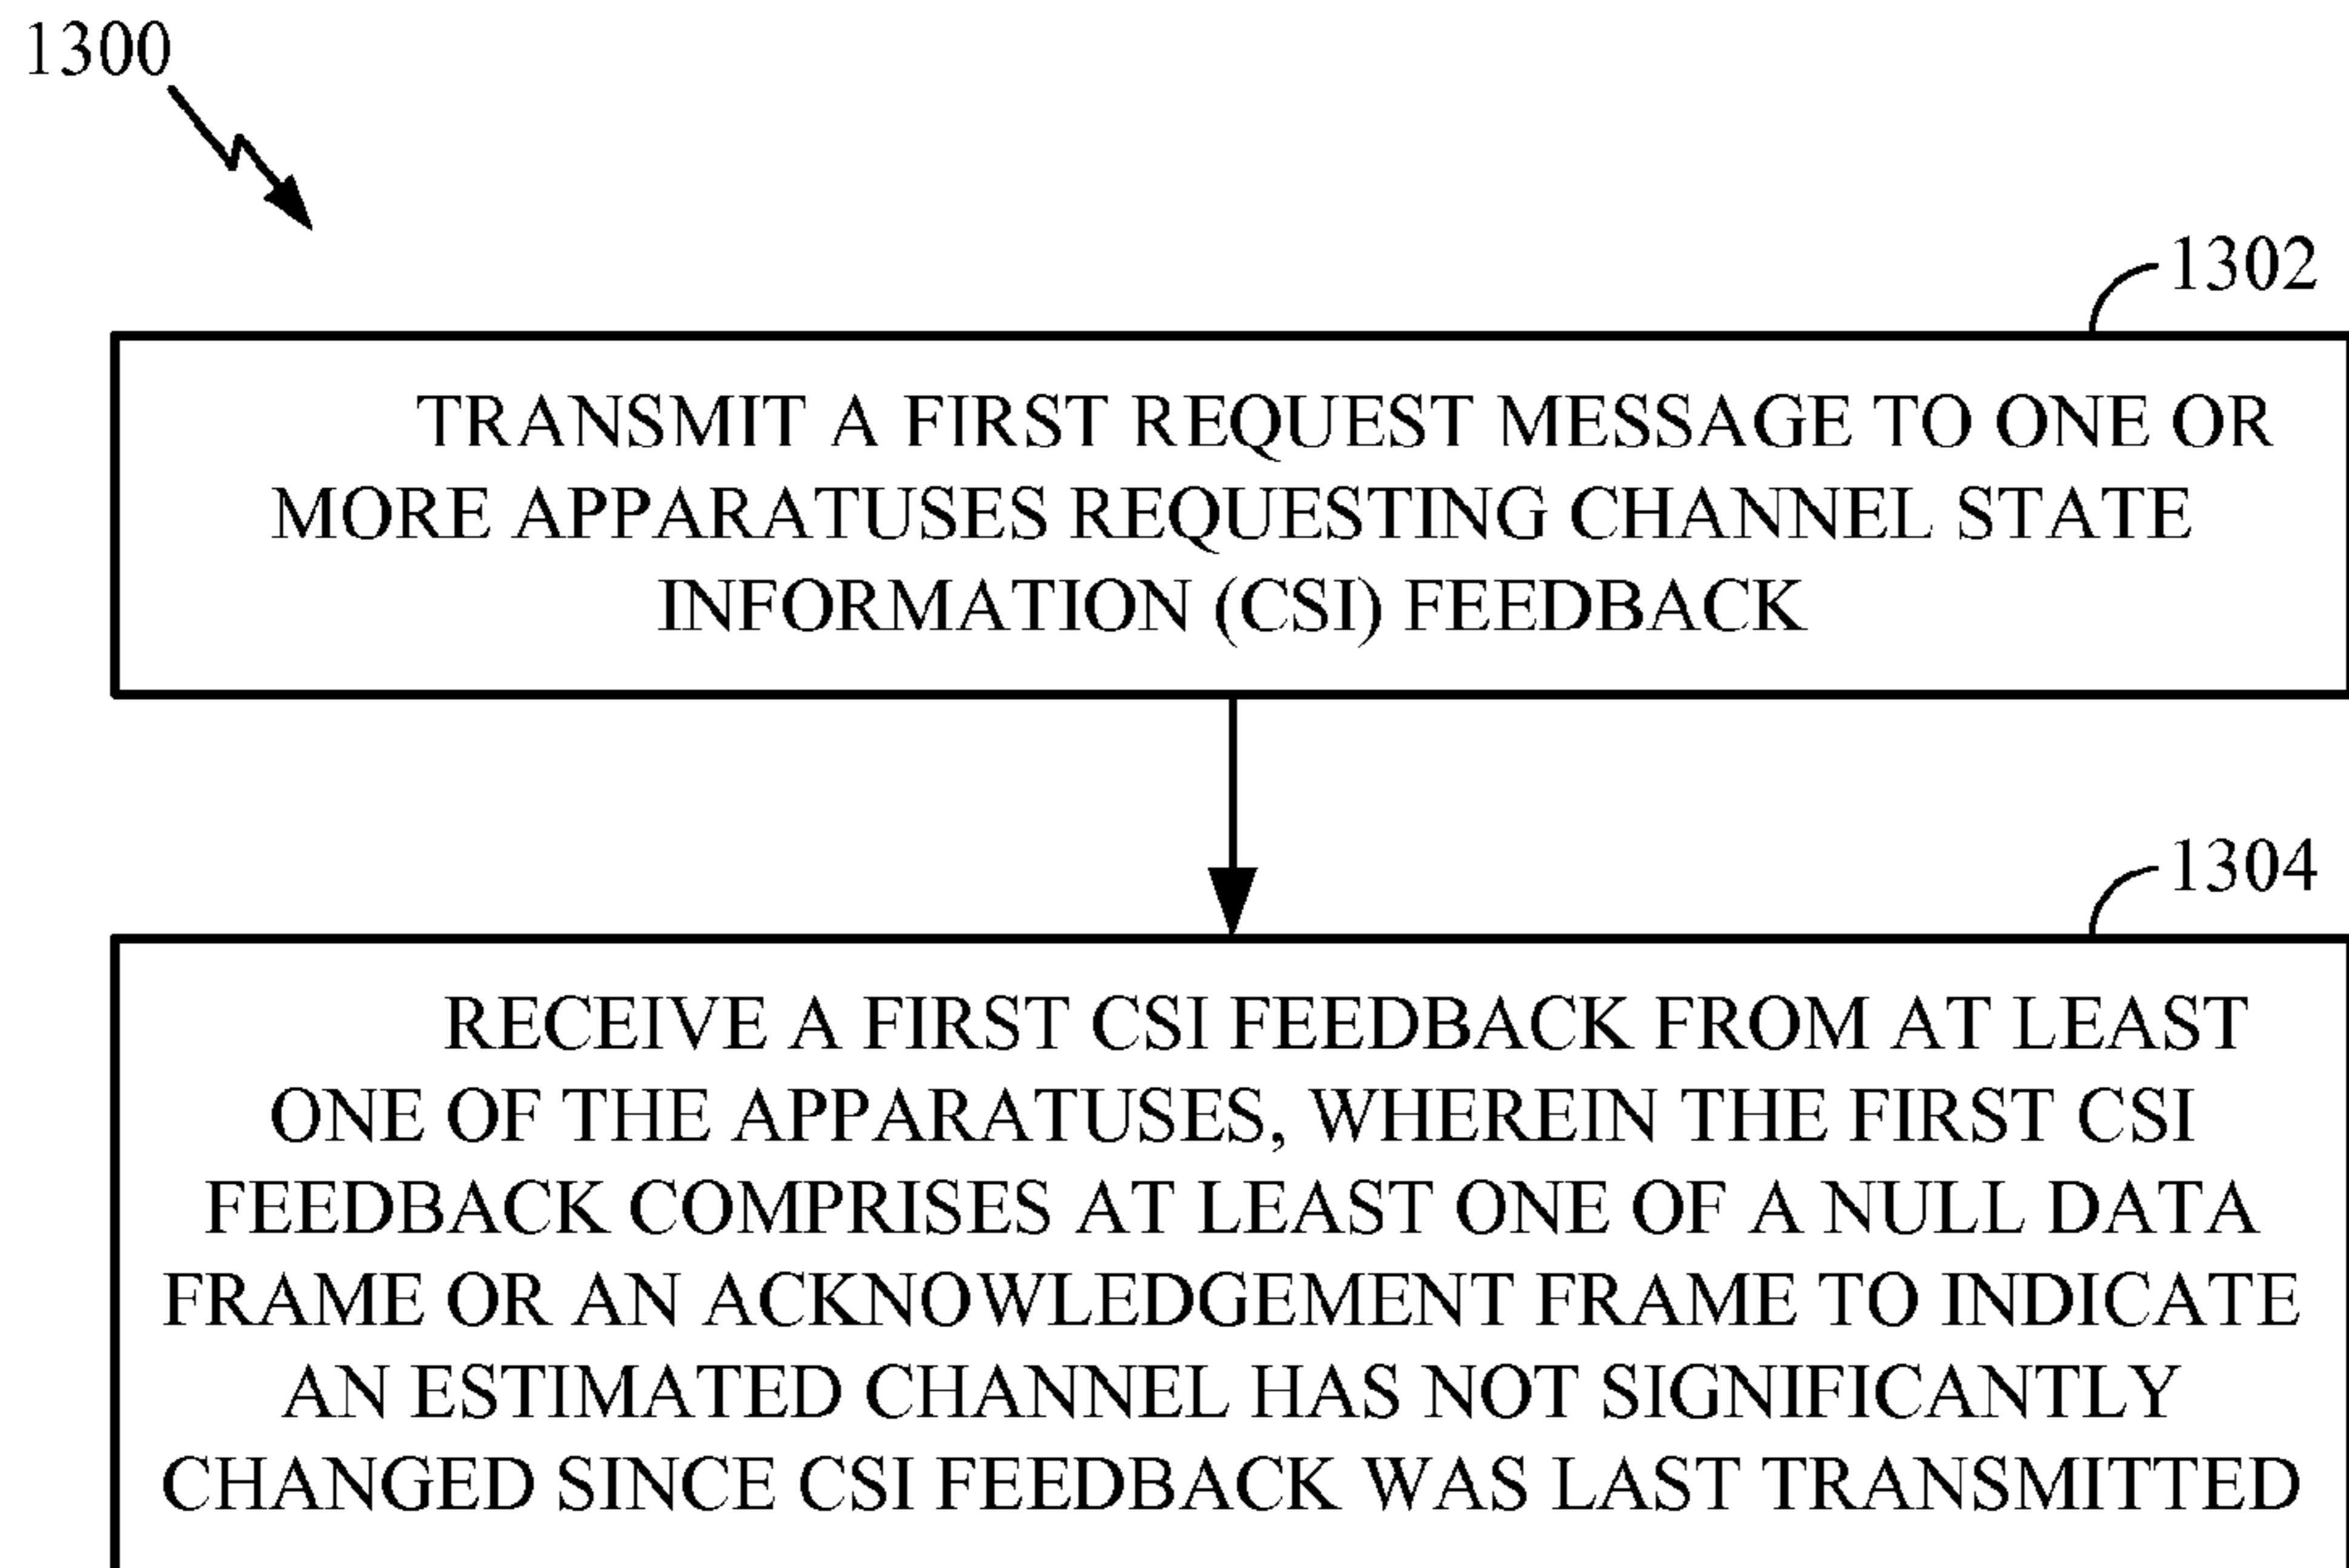 1300
1302
TRANSMIT A FIRST REQUEST MESSAGE TO ONE OR
MORE APPARATUSES REQUESTING CHANNEL STATE
INFORMATION (CSI) FEEDBACK
1304
RECEIVE A FIRST CSI FEEDBACK FROM AT LEAST
ONE OF THE APPARATUSES, WHEREIN THE FIRST CSI
FEEDBACK COMPRISES AT LEAST ONE OF A NULL DATA
FRAME OR AN ACKNOWLEDGEMENT FRAME TO INDICATE
AN ESTIMATED CHANNEL HAS NOT SIGNIFICANTLY
CHANGED SINCE CSI FEEDBACK WAS LAST TRANSMITTED